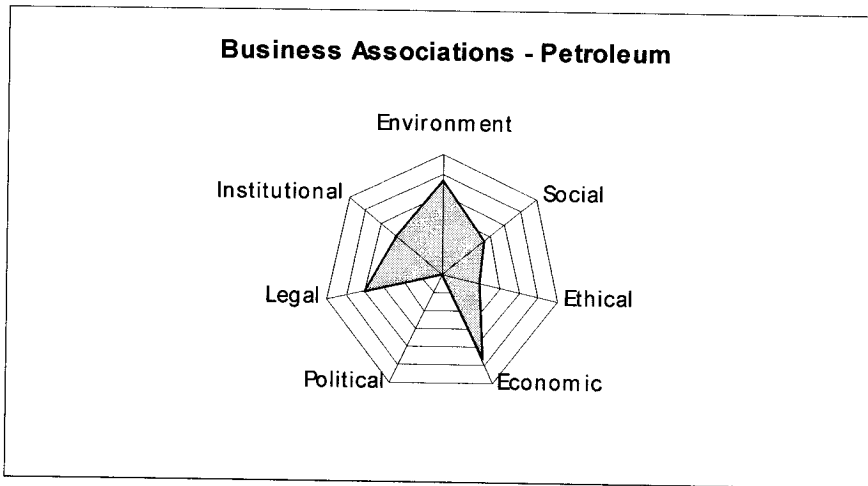 Business Associations - Petroleum
Environment
Institutional
Social
Legal
Ethical
Political
Economic